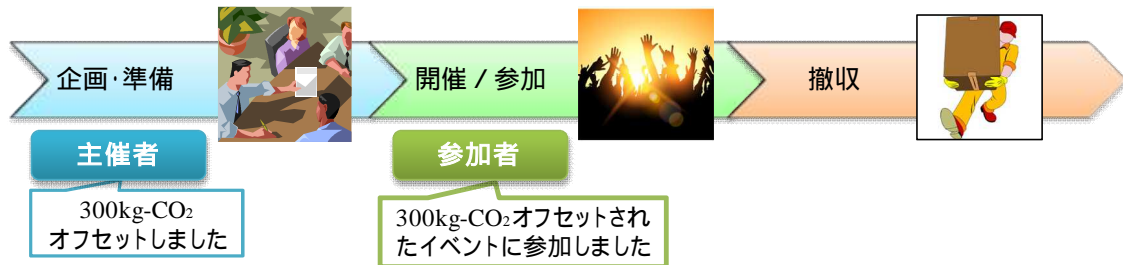 企画・準備
開催 / 参加
撤収
主催者
参加者
300kg-CO₂
オフセットしました
300kg-CO₂オフセットされ
たイベントに参加しました